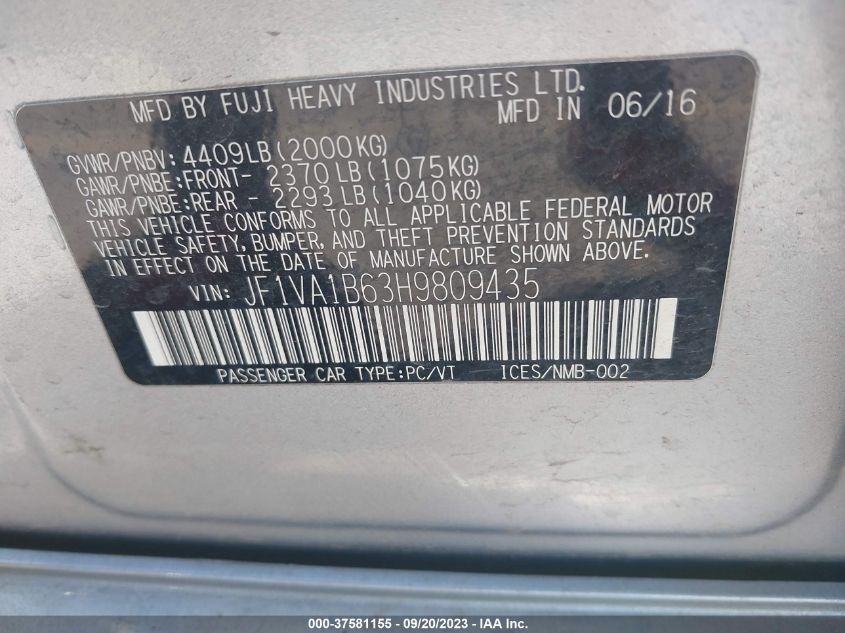 MFD BY FUJI HEAVY INDUSTRIES LTD.
MFD IN 06/16
GVWR/PNBV: 4409LB(2000KG)
GAWR/PNBE:FRONT- 2370LB(1075KG)
GAWR/PNBE:REAR - 2293LB(1040KG)
THIS VEHICLE CONFORMS TO ALL APPLICABLE FEDERAL MOTOR
VEHICLE SAFETY, BUMPER, AND THEFT PREVENTION STANDARDS
IN EFFECT ON THE DATE OF MANUFACTURE SHOWN ABOVE.
VIN: JF1VA1B63H9809435
PASSENGER CAR TYPE:PC/VT ICES/NMB-002
000-37581155 - 09/20/2023 - IAA Inc.